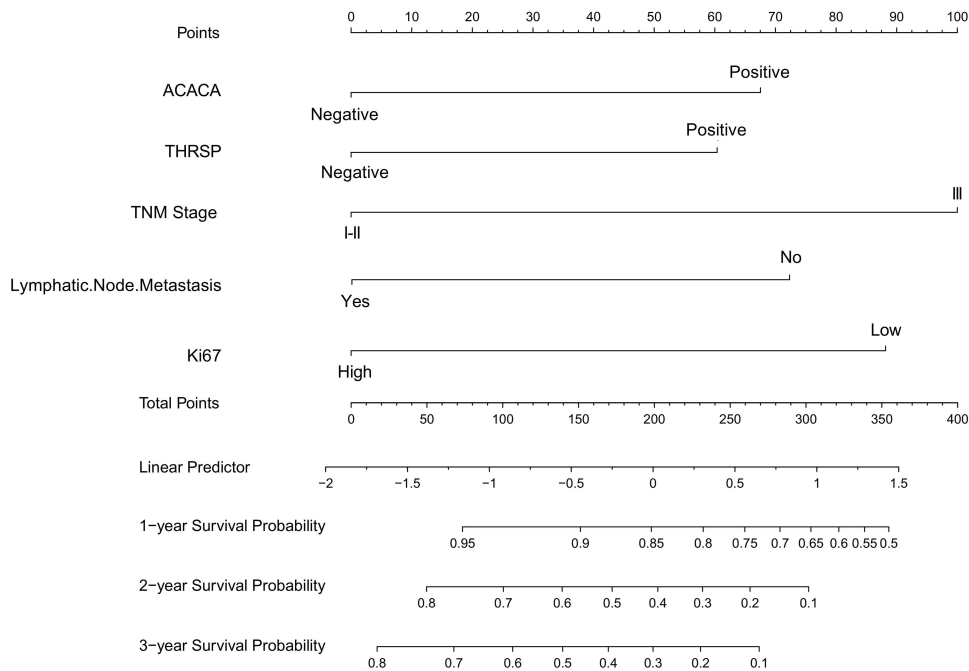 0 10 20 30 40 50 60 70 80 90 100
Points
Positive
ACACA
Negative
Positive
THRSP
Negative
III
TNM Stage
I-II
No
Lymphatic.Node.Metastasis
Yes
Low
Ki67
High
Total Points
0 50 100 150 200 250 300 350 400
Linear Predictor
−2 −1.5 −1 −0.5 0 0.5 1 1.5
1−year Survival Probability
0.95 0.9 0.85 0.8 0.75 0.7 0.65 0.6 0.55 0.5
2−year Survival Probability
0.8 0.7 0.6 0.5 0.4 0.3 0.2 0.1
3−year Survival Probability
0.8 0.7 0.6 0.5 0.4 0.3 0.2 0.1